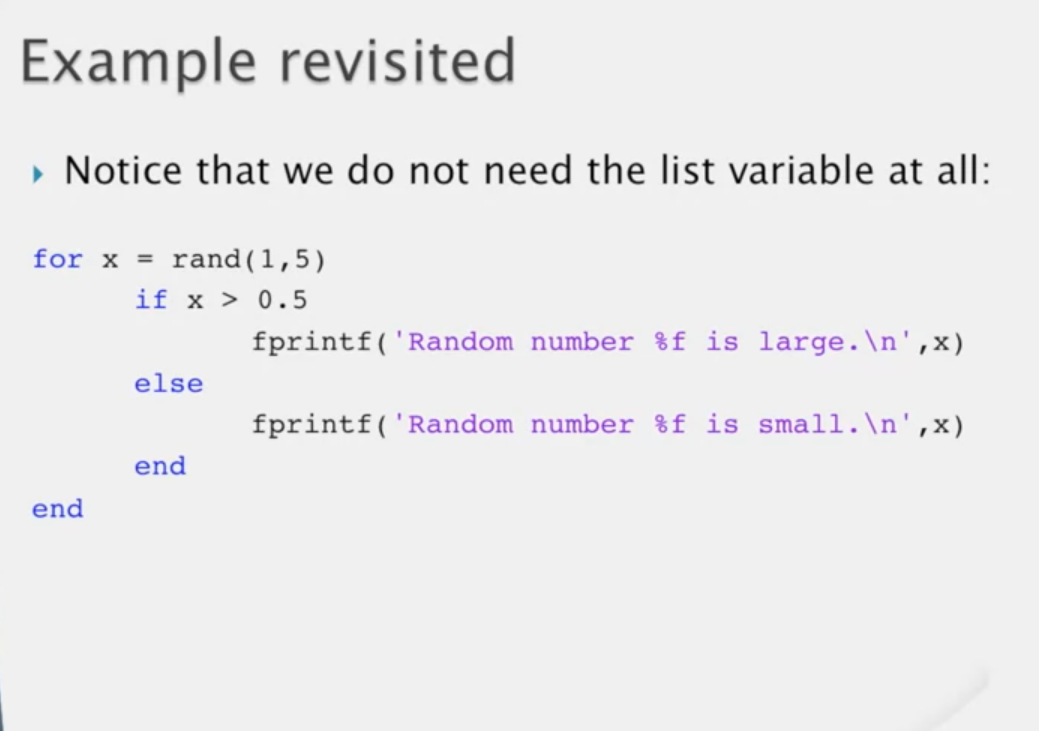 Example revisited
Notice that we do not need the list variable at all:
for x = rand(1,5)
if x > 0.5
fprintf('Random number %f is large.\n',x)
else
fprintf('Random number %f is small.\n',x)
end
end